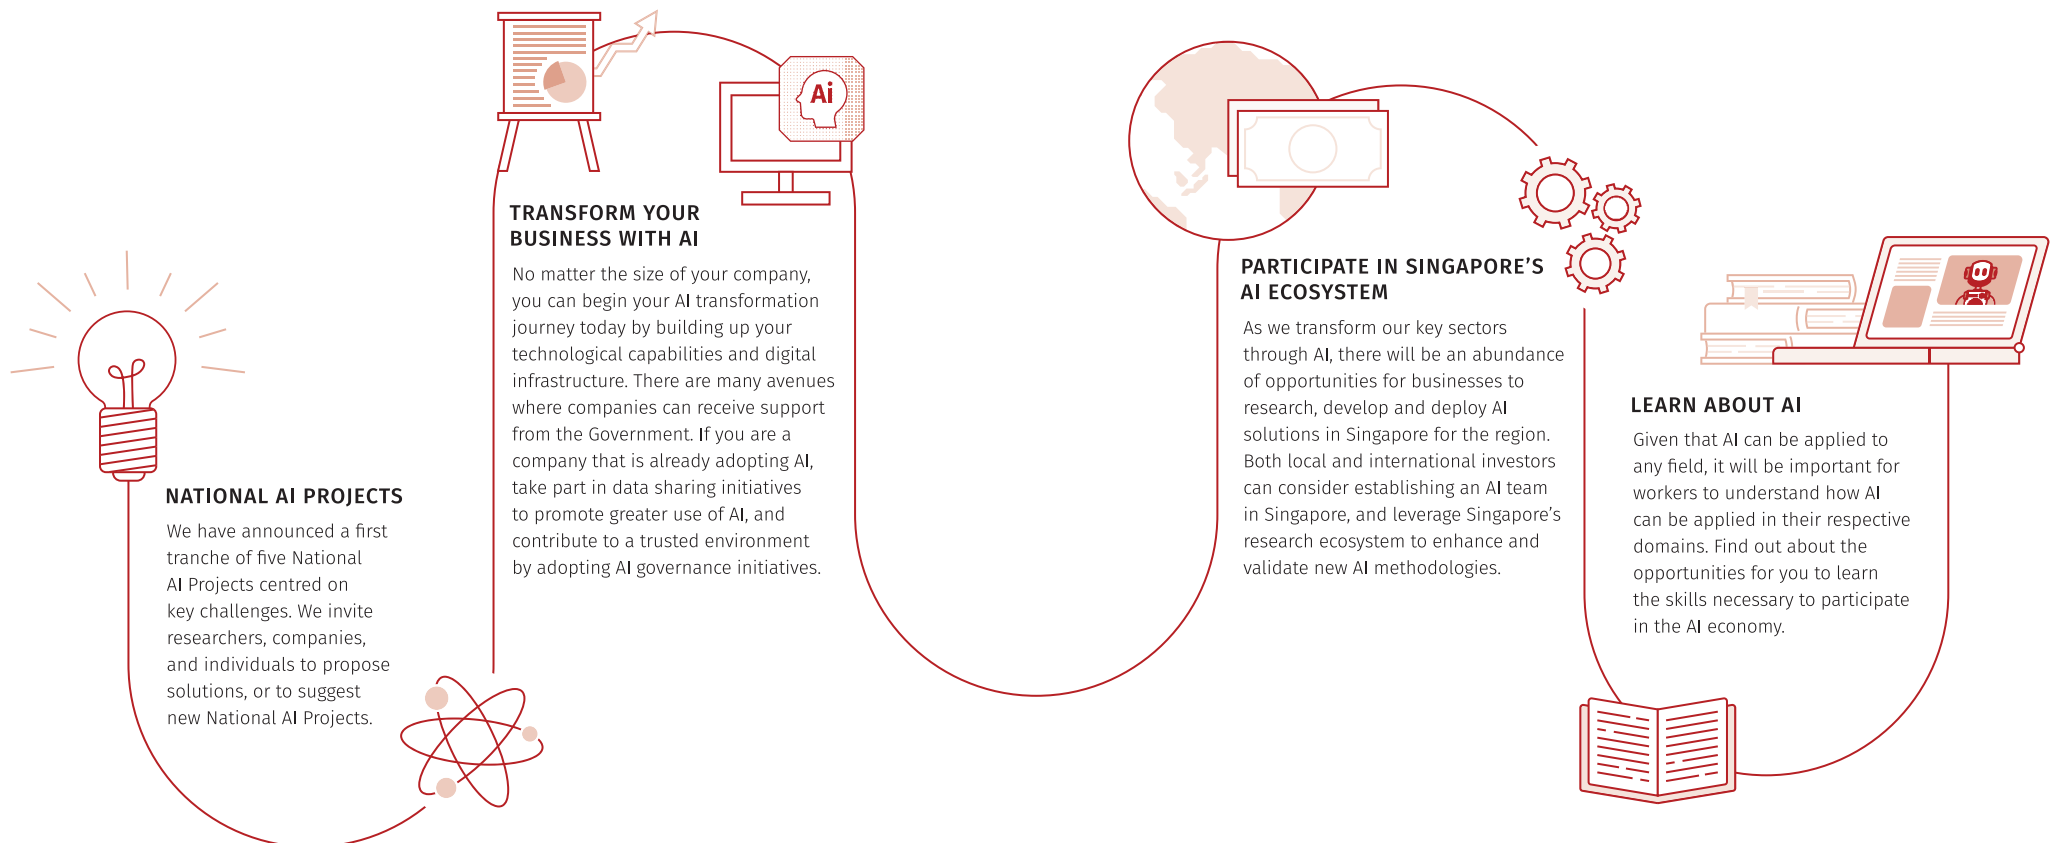 Ai
TRANSFORM YOUR
BUSINESS WITH AI
No matter the size of your company,
you can begin your AI transformation
journey today by building up your
technological capabilities and digital
infrastructure. There are many avenues
where companies can receive support
from the Government. If you are a
company that is already adopting AI,
take part in data sharing initiatives
to promote greater use of AI, and
contribute to a trusted environment
by adopting AI governance initiatives.
NATIONAL AI PROJECTS
We have announced a first
tranche of five National
AI Projects centred on
key challenges. We invite
researchers, companies,
and individuals to propose
solutions, or to suggest
new National AI Projects.
PARTICIPATE IN SINGAPORE’S
AI ECOSYSTEM
As we transform our key sectors
through AI, there will be an abundance
of opportunities for businesses to
research, develop and deploy AI
solutions in Singapore for the region.
Both local and international investors
can consider establishing an AI team
in Singapore, and leverage Singapore’s
research ecosystem to enhance and
validate new AI methodologies.
LEARN ABOUT AI
Given that AI can be applied to
any field, it will be important for
workers to understand how AI
can be applied in their respective
domains. Find out about the
opportunities for you to learn
the skills necessary to participate
in the AI economy.